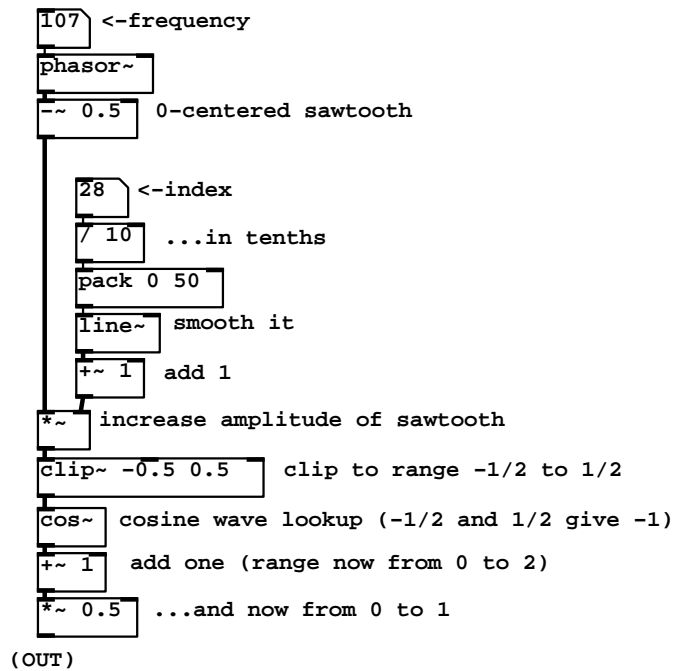 107 <-frequency
phasor~
-~ 0.5 0-centered sawtooth
28 <-index
/ 10 ...in tenths
pack 0 50
line~ smooth it
+~ 1 add 1
*~ increase amplitude of sawtooth
clip~ -0.5 0.5 clip to range -1/2 to 1/2
cos~ cosine wave lookup (-1/2 and 1/2 give -1)
+~ 1 add one (range now from 0 to 2)
*~ 0.5 ...and now from 0 to 1
(OUT)